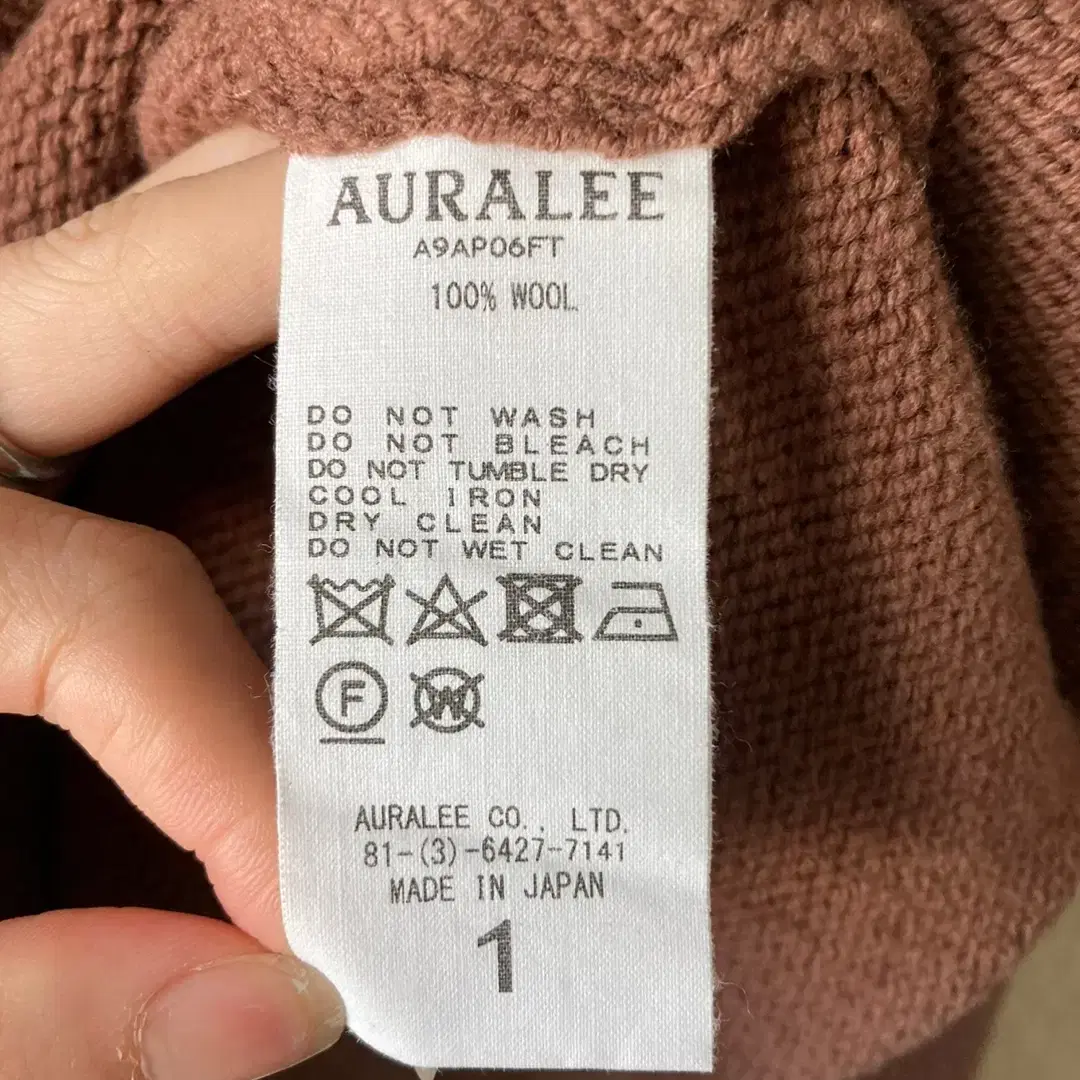 AURALEE
A9AP06FT
100% WOOL
DO NOT WASH
DO NOT BLEACH
DO NOT TUMBLE DRY
COOL IRON
DRY CLEAN
DO NOT WET CLEAN
F W
AURALEE CO., LTD.
81-(3)-6427-7141
MADE IN JAPAN
1